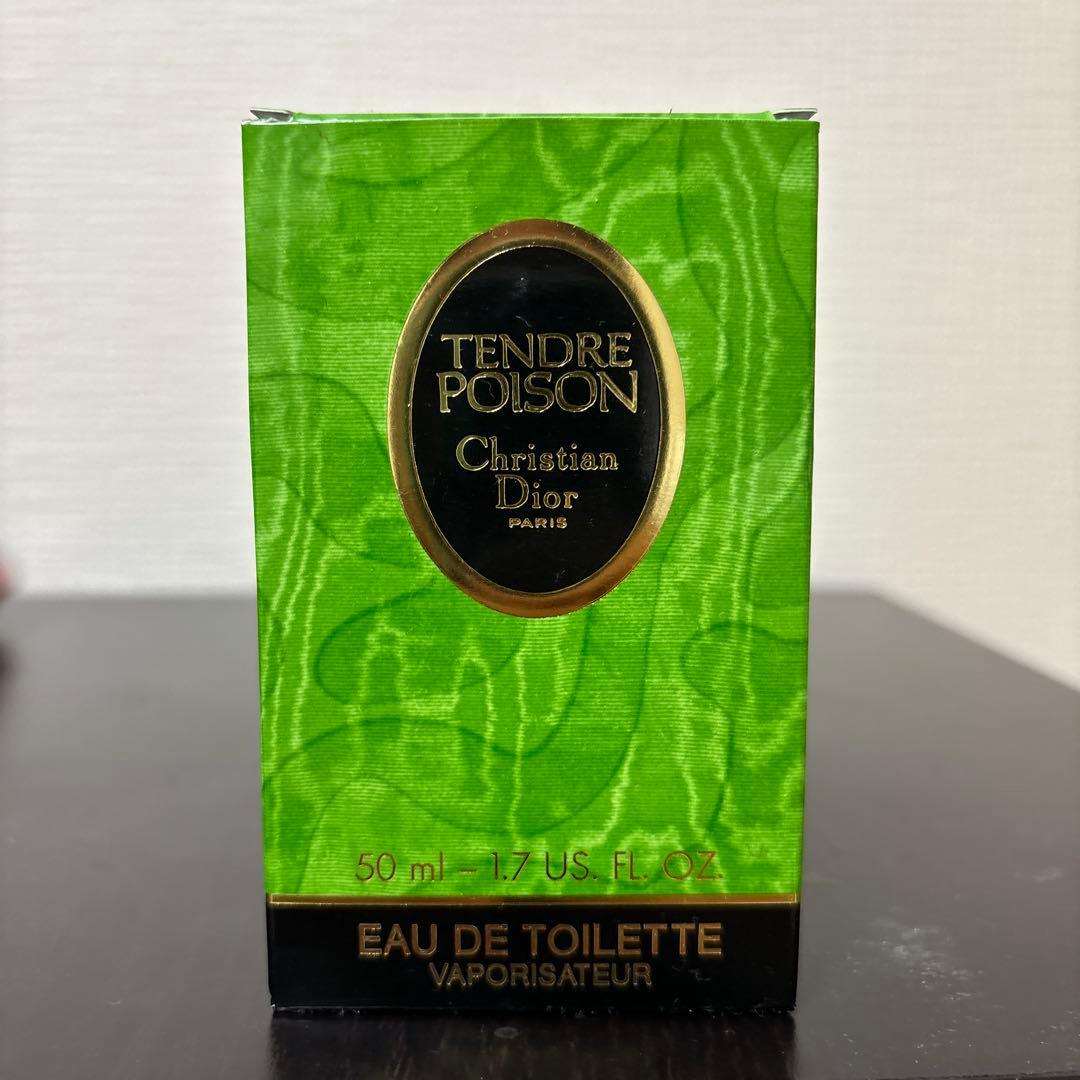 TENDRE
POISON
Christian
Dior
PARIS
50 ml – 1.7 US. FL. OZ.
EAU DE TOILETTE
VAPORISATEUR